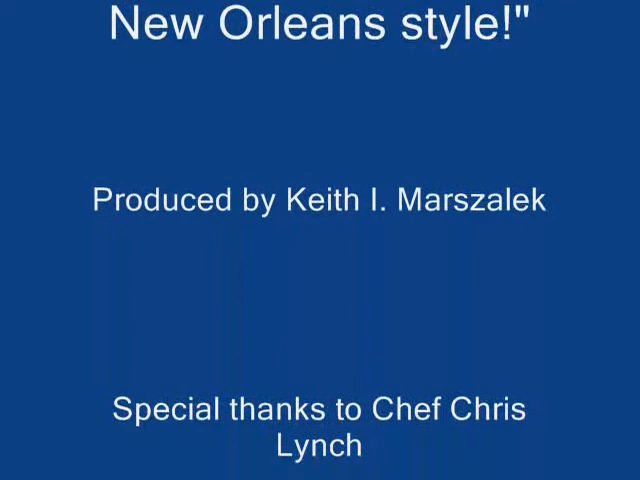 New Orleans style!"
Produced by Keith I. Marszalek
Special thanks to Chef Chris
Lynch